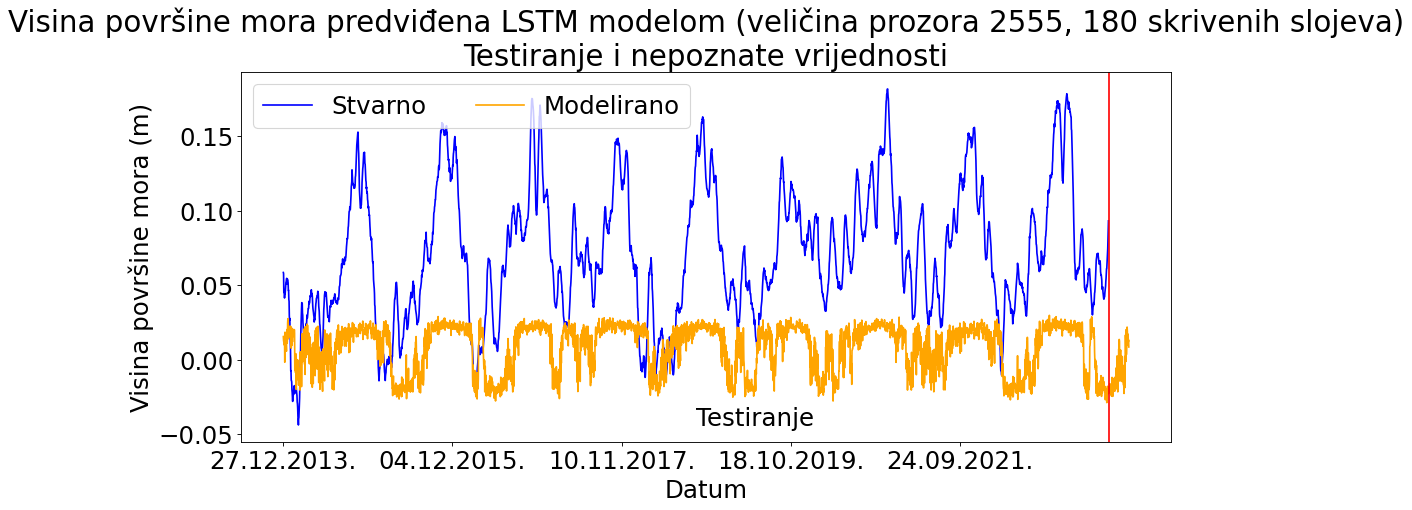 Visina površine mora predviđena LSTM modelom (veličina prozora 2555, 180 skrivenih slojeva)
Testiranje i nepoznate vrijednosti
Stvarno
Modelirano
Visina površine mora (m)
0.15
0.10
0.05
0.00
−0.05
Testiranje
27.12.2013.
04.12.2015.
10.11.2017.
18.10.2019.
24.09.2021.
Datum